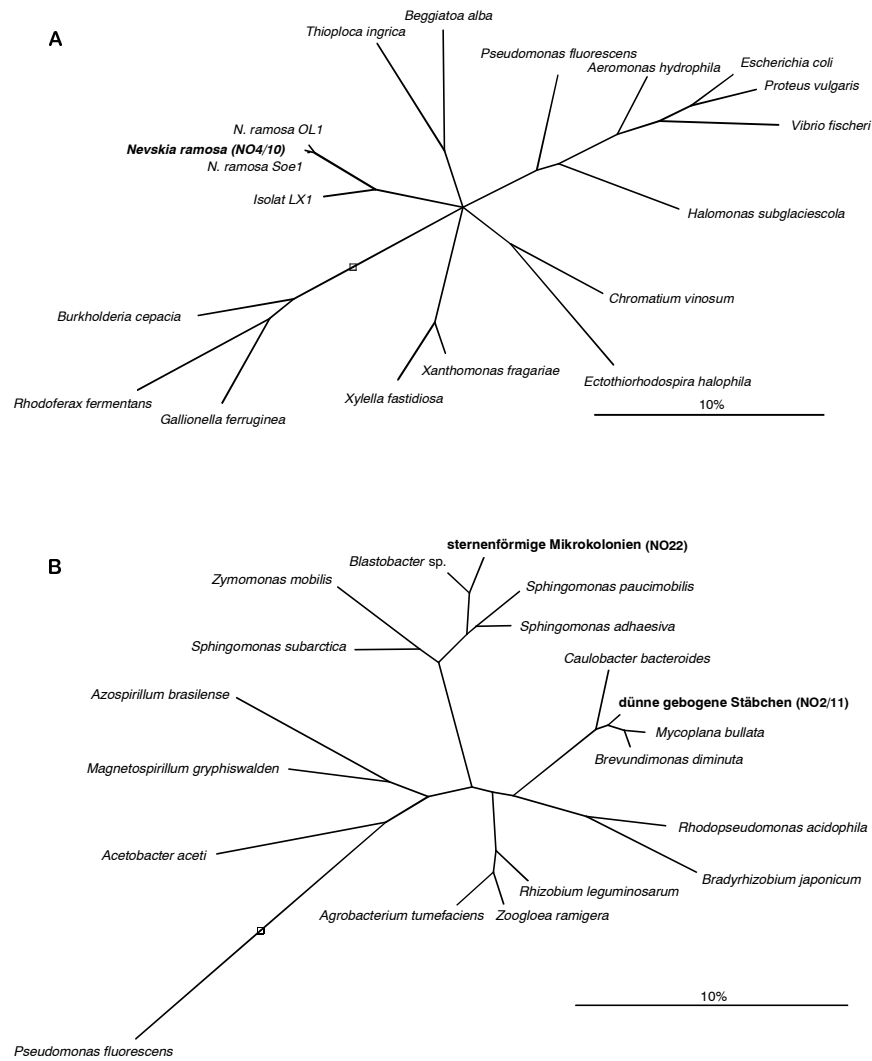 A
Beggiatoa alba
Thioploca ingrica
Pseudomonas fluorescens
Aeromonas hydrophila
Escherichia coli
Proteus vulgaris
Vibrio fischeri
N. ramosa OL1
Nevskia ramosa (NO4/10)
N. ramosa Soe1
Isolat LX1
Halomonas subglaciescola
Chromatium vinosum
Burkholderia cepacia
Xanthomonas fragariae
Ectothiorhodospira halophila
Xylella fastidiosa
Rhodoferax fermentans
Gallionella ferruginea
10%
B
sternenförmige Mikrokolonien (NO22)
Blastobacter sp.
Zymomonas mobilis
Sphingomonas paucimobilis
Sphingomonas adhaesiva
Sphingomonas subarctica
Caulobacter bacteroides
Azospirillum brasilense
dünne gebogene Stäbchen (NO2/11)
Mycoplana bullata
Brevundimonas diminuta
Magnetospirillum gryphiswalden
Rhodopseudomonas acidophila
Acetobacter aceti
Bradyrhizobium japonicum
Rhizobium leguminosarum
Agrobacterium tumefaciens
Zoogloea ramigera
10%
Pseudomonas fluorescens